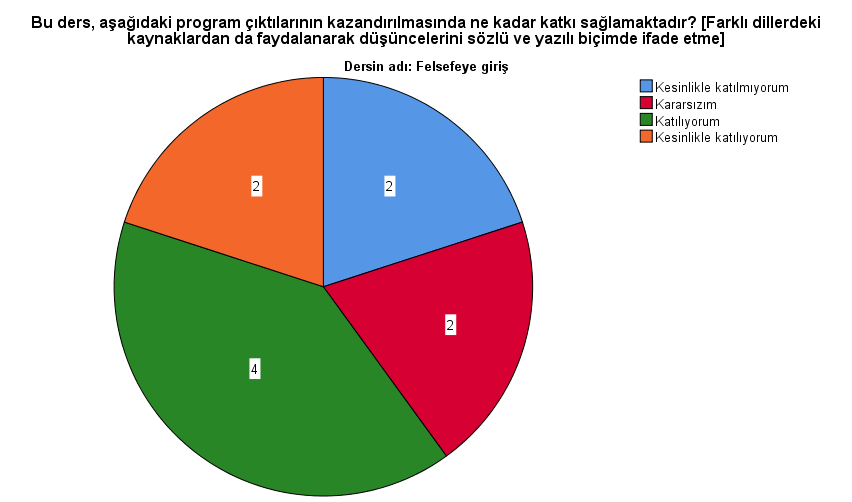 Bu ders, aşağıdaki program çıktılarının kazandırılmasında ne kadar katkı sağlamaktadır? [Farklı dillerdeki
kaynaklardan da faydalanarak düşüncelerini sözlü ve yazılı biçimde ifade etme]
Dersin adı: Felsefeye giriş
Kesinlikle katılmıyorum
Kararsızım
Katılıyorum
Kesinlikle katılıyorum
2
2
2
4